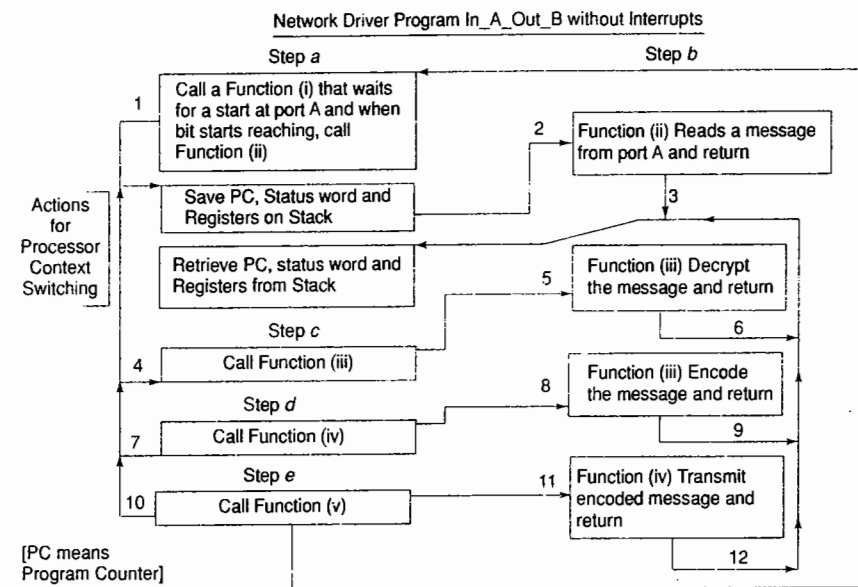 Network Driver Program In_A_Out_B without Interrupts
Step a
Step b
1
Call a Function (i) that waits
for a start at port A and when
bit starts reaching, call
Function (ii)
2
Function (ii) Reads a message
from port A and return
3
Actions
for
Processor
Context
Switching
Save PC, Status word and
Registers on Stack
Retrieve PC, status word and
Registers from Stack
5
Function (iii) Decrypt
the message and return
6
Step c
4
Call Function (iii)
8
Function (iii) Encode
the message and return
9
Step d
7
Call Function (iv)
Step e
10
Call Function (v)
11
Function (iv) Transmit
encoded message and
return
12
[PC means
Program Counter]